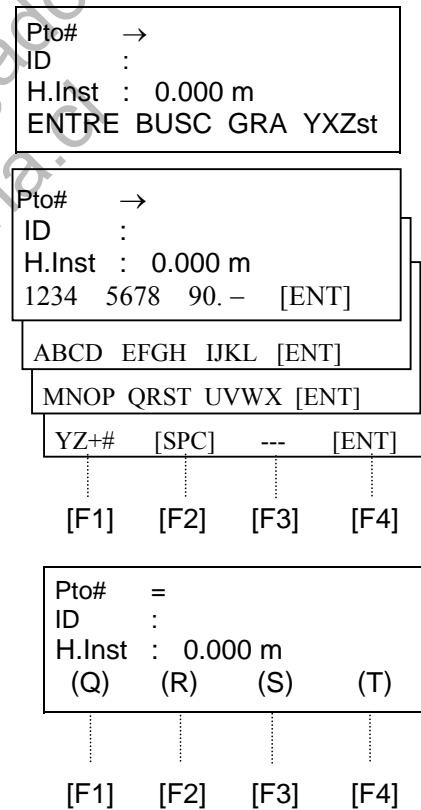 Pto# →
ID :
H.Inst : 0.000 m
ENTRE BUSC GRA YXZst
Pto# →
ID :
H.Inst : 0.000 m
1234 5678 90. – [ENT]
ABCD EFGH IJKL [ENT]
MNOP QRST UVWX [ENT]
YZ+# [SPC] --- [ENT]
[F1] [F2] [F3] [F4]
Pto# =
ID :
H.Inst : 0.000 m
(Q) (R) (S) (T)
[F1] [F2] [F3] [F4]